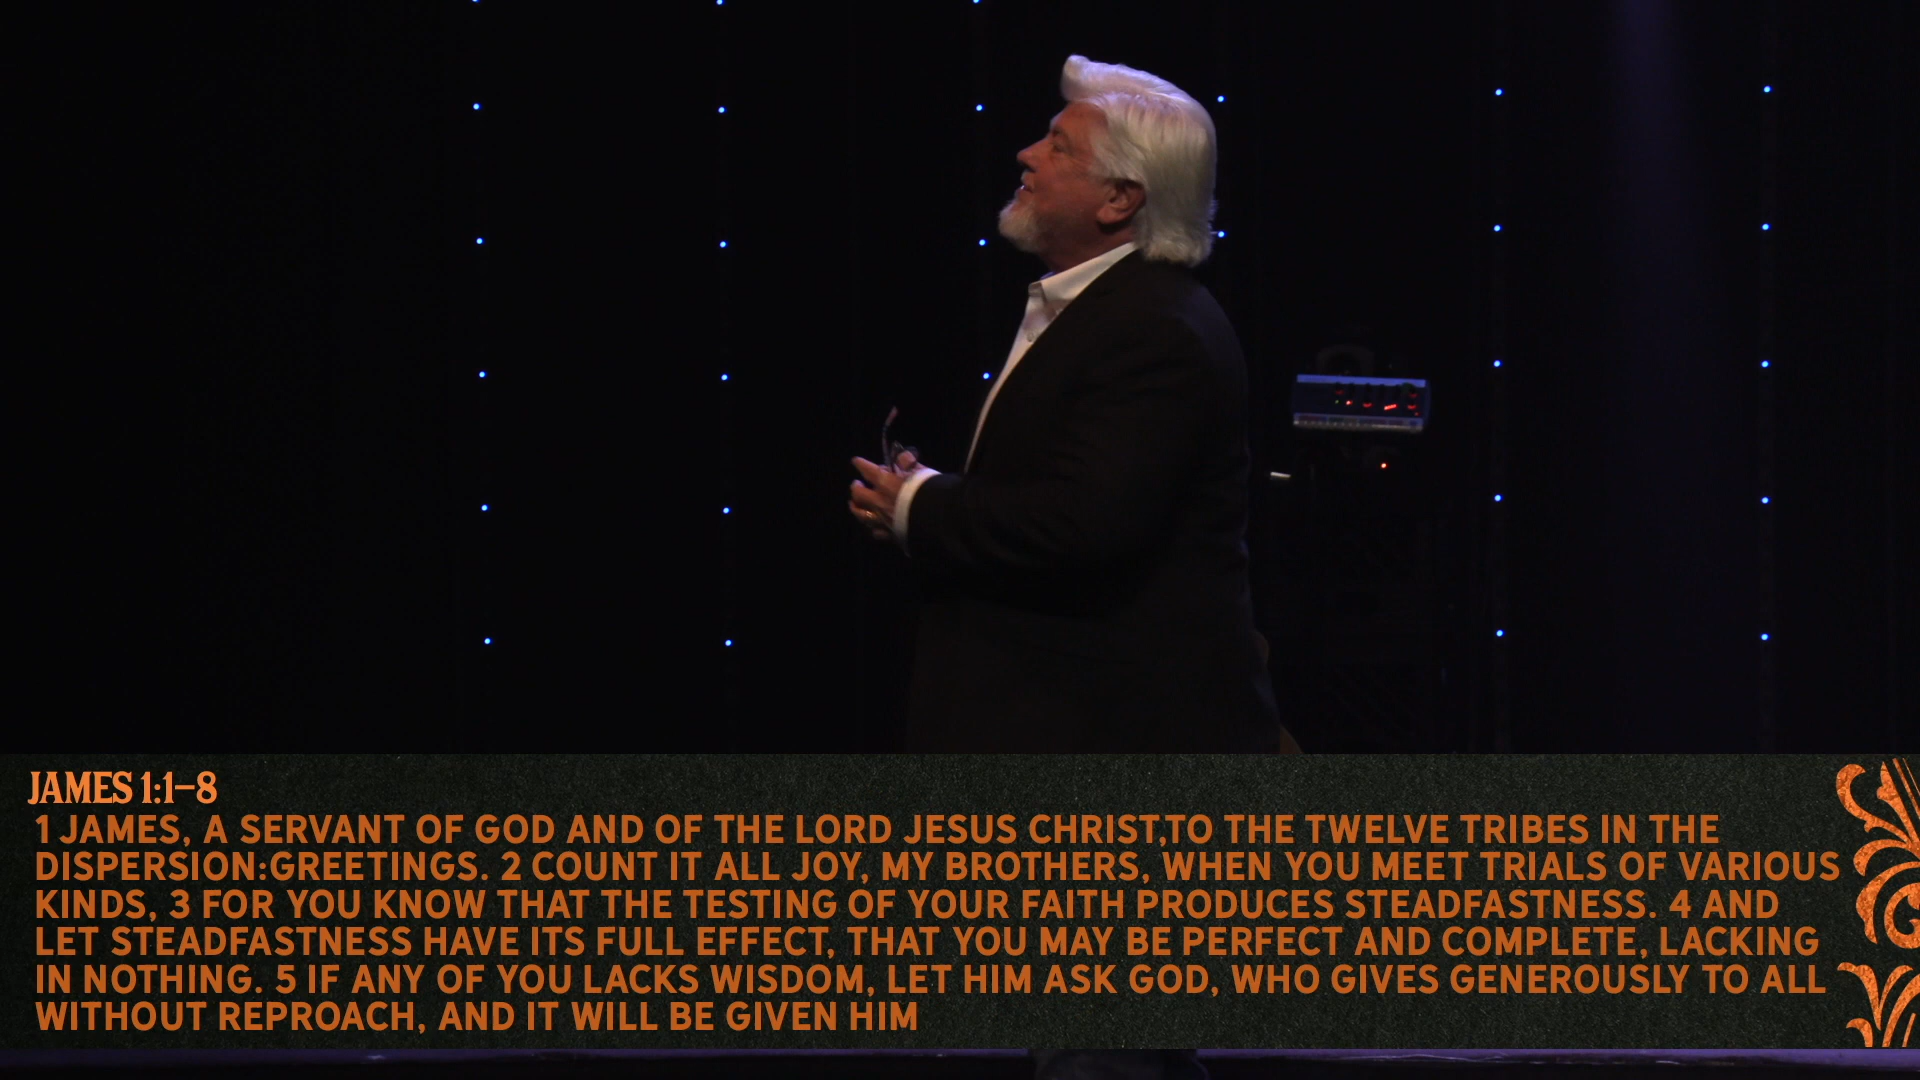 JAMES 1:1–8
1 JAMES, A SERVANT OF GOD AND OF THE LORD JESUS CHRIST,TO THE TWELVE TRIBES IN THE
DISPERSION:GREETINGS. 2 COUNT IT ALL JOY, MY BROTHERS, WHEN YOU MEET TRIALS OF VARIOUS
KINDS, 3 FOR YOU KNOW THAT THE TESTING OF YOUR FAITH PRODUCES STEADFASTNESS. 4 AND
LET STEADFASTNESS HAVE ITS FULL EFFECT, THAT YOU MAY BE PERFECT AND COMPLETE, LACKING
IN NOTHING. 5 IF ANY OF YOU LACKS WISDOM, LET HIM ASK GOD, WHO GIVES GENEROUSLY TO ALL
WITHOUT REPROACH, AND IT WILL BE GIVEN HIM